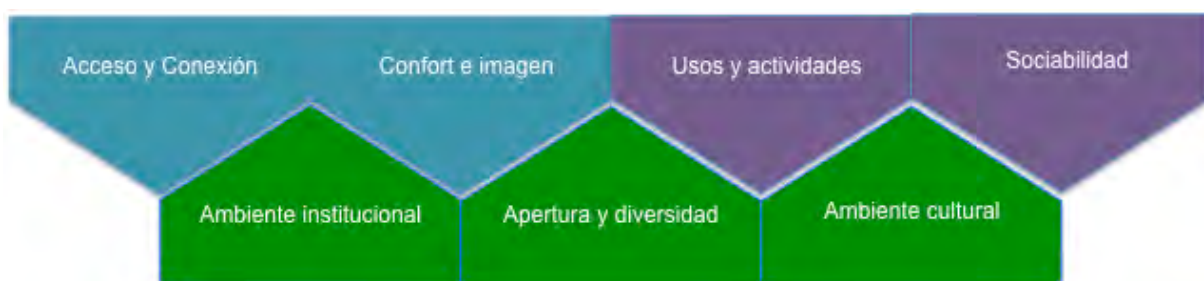 Acceso y Conexión
Confort e imagen
Usos y actividades
Sociabilidad
Ambiente institucional
Apertura y diversidad
Ambiente cultural